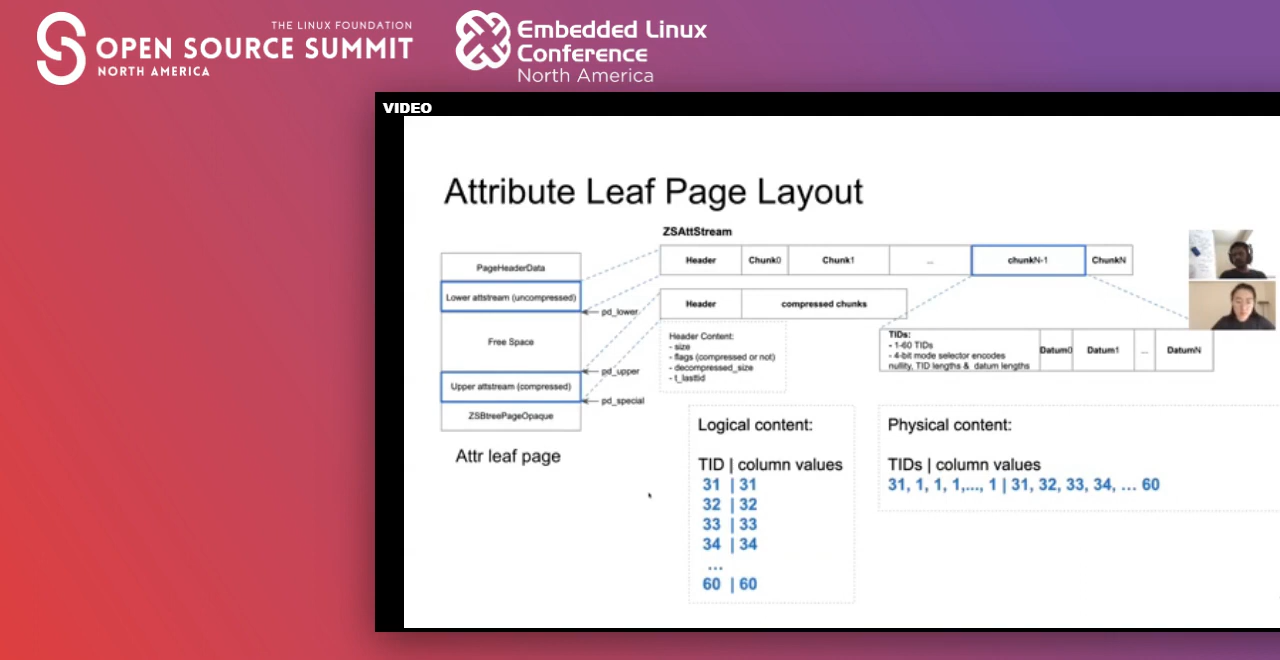 THE LINUX FOUNDATION
OPEN SOURCE SUMMIT
NORTH AMERICA
Embedded Linux
Conference
North America
VIDEO
Attribute Leaf Page Layout
PageHeaderData
Lower attstream (uncompressed)
pd_lower
Free Space
pd_upper
Upper attstream (compressed)
pd_special
ZSBtreePageOpaque
Attr leaf page
ZSAttStream
Header Chunk0 Chunk1 ... chunkN-1 ChunkN
Header compressed chunks
Header Content:
- size
- flags (compressed or not)
- decompressed_size
- t_lasttid
TIDs:
- 1-60 TIDs
- 4-bit mode selector encodes
nullity, TID lengths & datum lengths
Datum0 Datum1 ... DatumN
Logical content:
TID | column values
31 | 31
32 | 32
33 | 33
34 | 34
...
60 | 60
Physical content:
TIDs | column values
31, 1, 1, 1,..., 1 | 31, 32, 33, 34, ... 60